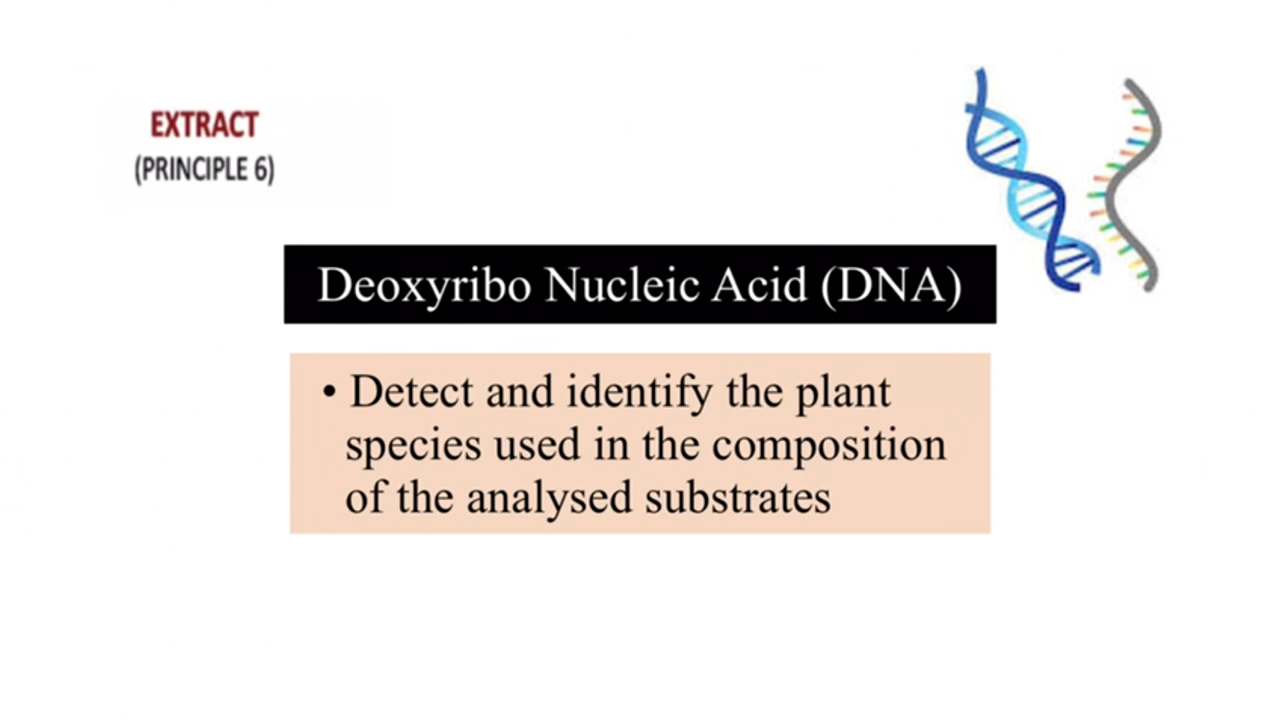 EXTRACT
(PRINCIPLE 6)
Deoxyribo Nucleic Acid (DNA)
• Detect and identify the plant
species used in the composition
of the analysed substrates